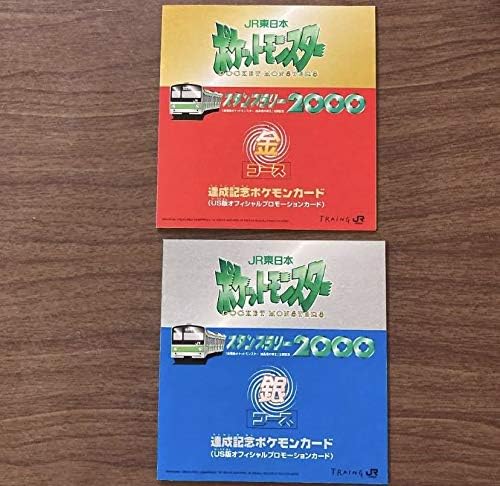 JR東日本
ポケットモンスター
POCKET MONSTERS
スタンプラリー2000
金
コース
達成記念ポケモンカード
(US版オフィシャルプロモーションカード)
TRAING JR
JR東日本
ポケットモンスター
POCKET MONSTERS
スタンプラリー2000
銀
コース
達成記念ポケモンカード
(US版オフィシャルプロモーションカード)
TRAING JR